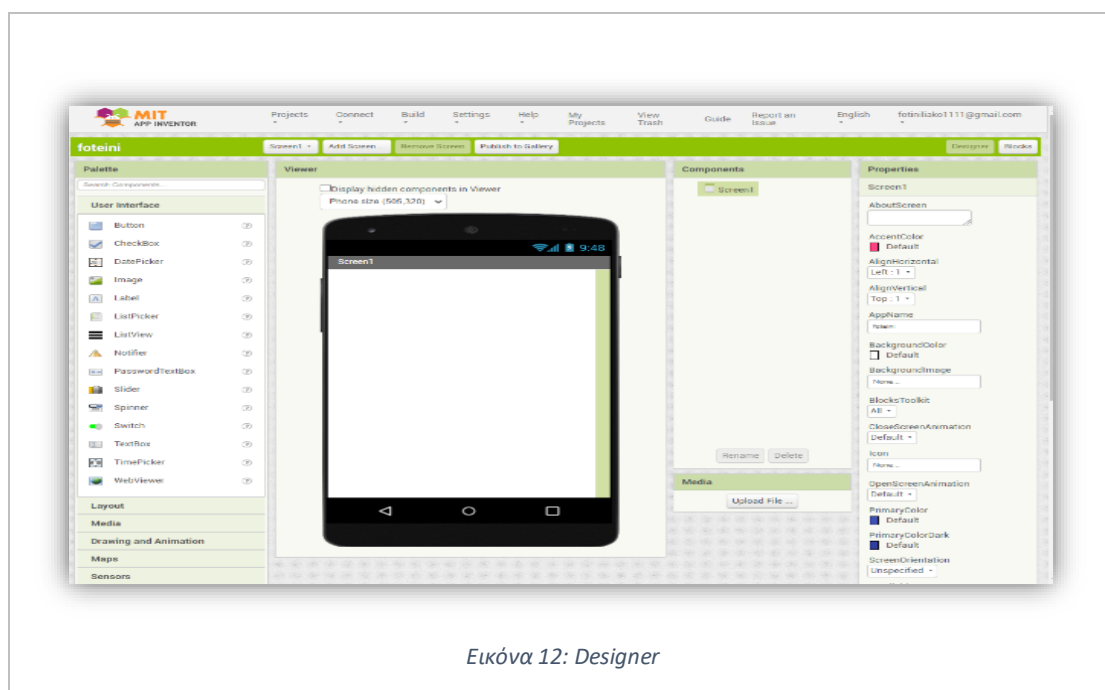 MIT
APP INVENTOR
Projects Connect Build Settings Help My Projects View Trash Guide Report an Issue English fotiniliako1111@gmail.com
foteini
Screen1 Add Screen ... Remove Screen Publish to Gallery
Designer Blocks
Palette
Search Components...
User Interface
Button
CheckBox
DatePicker
Image
Label
ListPicker
ListView
Notifier
PasswordTextBox
Slider
Spinner
Switch
TextBox
TimePicker
WebViewer
Layout
Media
Drawing and Animation
Maps
Sensors
Viewer
Display hidden components in Viewer
Phone size (505,320)
9:48
Screen1
Components
Screen1
Rename Delete
Media
Upload File ...
Properties
Screen1
AboutScreen
AccentColor
Default
AlignHorizontal
Left : 1
AlignVertical
Top : 1
AppName
foteini
BackgroundColor
Default
BackgroundImage
None...
BlocksToolkit
All
CloseScreenAnimation
Default
Icon
None...
OpenScreenAnimation
Default
PrimaryColor
Default
PrimaryColorDark
Default
ScreenOrientation
Unspecified
Εικόνα 12: Designer